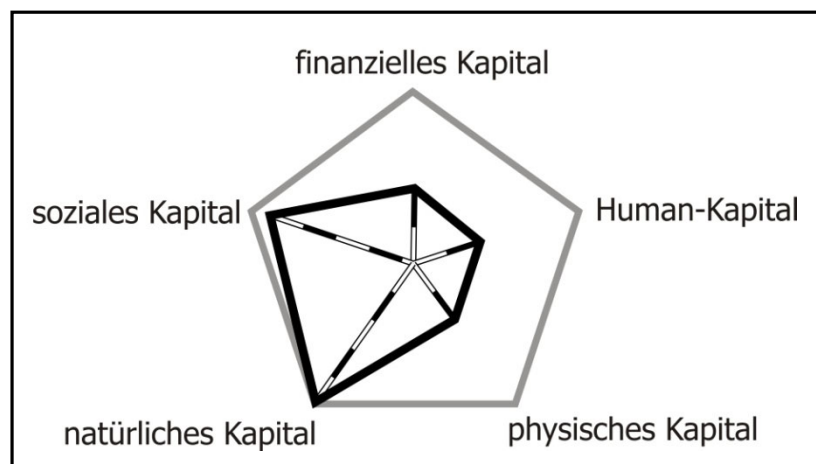 finanzielles Kapital
soziales Kapital
Human-Kapital
natürliches Kapital
physisches Kapital